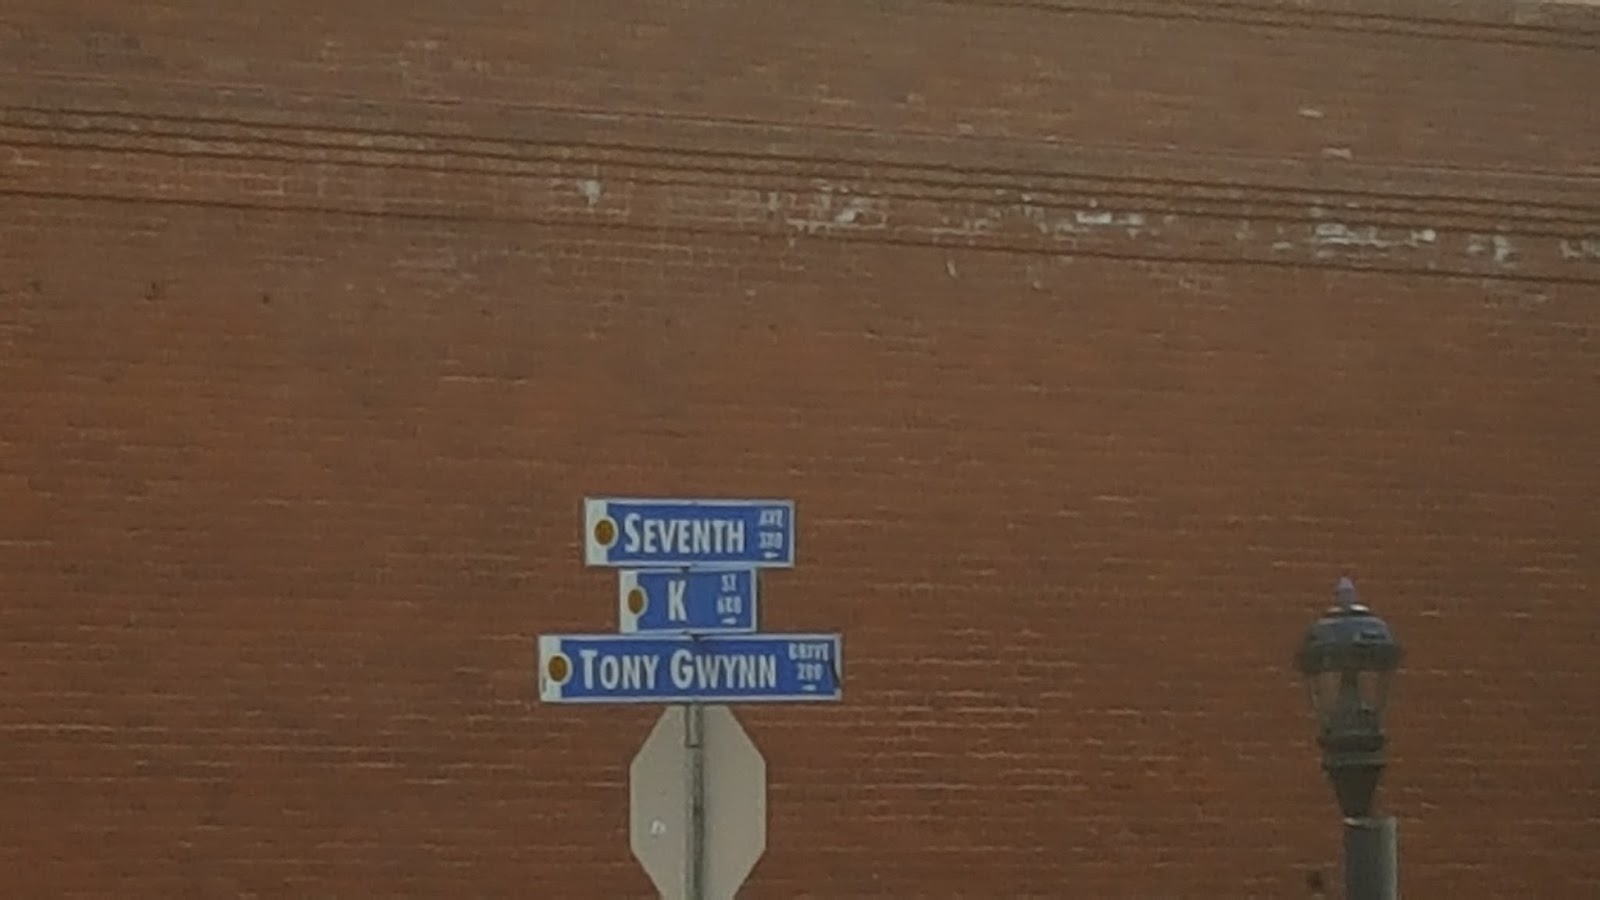 SEVENTH AVE 300
K ST 600
TONY GWYNN DRIVE 200